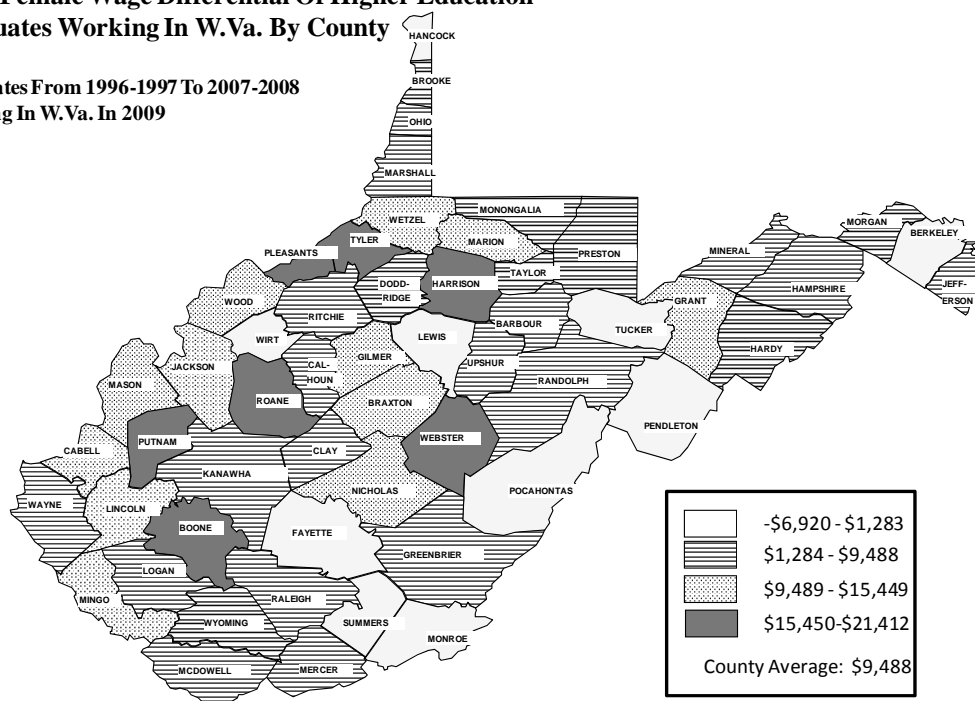 Female Wage Differential Of Higher Education
uates Working In W.Va. By County
ates From 1996-1997 To 2007-2008
ng In W.Va. In 2009
HANCOCK
BROOKE
OHIO
MARSHALL
WETZEL
MONONGALIA
MARION
PRESTON
TYLER
PLEASANTS
TAYLOR
HARRISON
DODD-
RIDGE
MINERAL
MORGAN
BERKELEY
HAMPSHIRE
JEFF-
ERSON
WOOD
RITCHIE
BARBOUR
TUCKER
GRANT
HARDY
WIRT
LEWIS
GILMER
UPSHUR
CAL-
HOUN
JACKSON
MASON
ROANE
BRAXTON
RANDOLPH
PENDLETON
PUTNAM
WEBSTER
CABELL
CLAY
KANAWHA
NICHOLAS
POCAHONTAS
WAYNE
LINCOLN
BOONE
FAYETTE
GREENBRIER
LOGAN
MINGO
RALEIGH
WYOMING
SUMMERS
MONROE
MCDOWELL
MERCER
-$6,920 - $1,283
$1,284 - $9,488
$9,489 - $15,449
$15,450-$21,412
County Average: $9,488